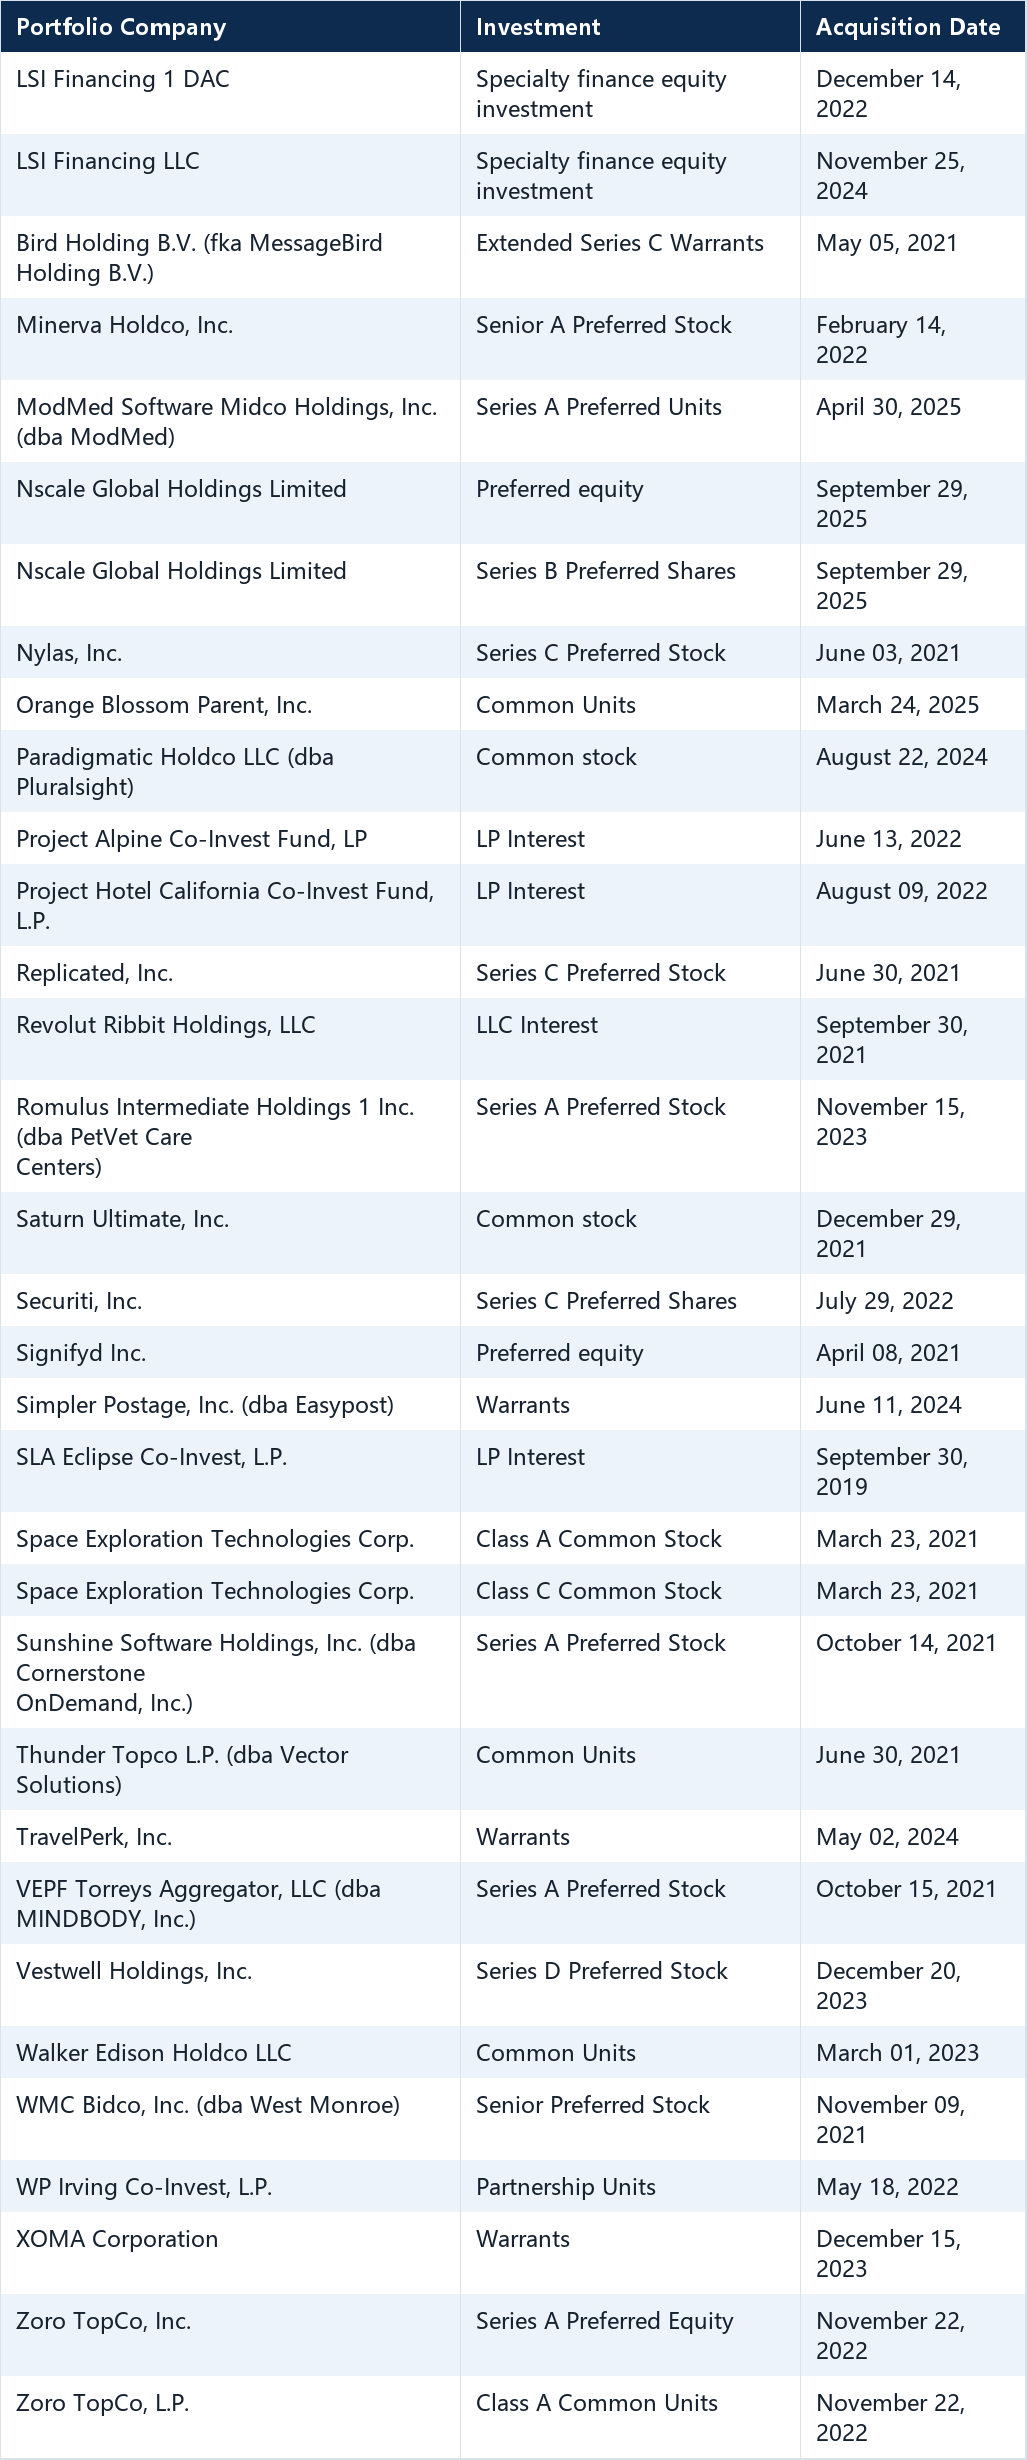 Portfolio Company Investment Acquisition Date
LSI Financing 1 DAC Specialty finance equity December 14,
investment 2022
LSI Financing LLC Specialty finance equity November 25,
investment 2024
Bird Holding B.V. (fka MessageBird Extended Series C Warrants May 05, 2021
Holding B.V.)
Minerva Holdco, Inc. Senior A Preferred Stock February 14,
2022
ModMed Software Midco Holdings, Inc. Series A Preferred Units April 30, 2025
(dba ModMed)
Nscale Global Holdings Limited Preferred equity September 29,
2025
Nscale Global Holdings Limited Series B Preferred Shares September 29,
2025
Nylas, Inc. Series C Preferred Stock June 03, 2021
Orange Blossom Parent, Inc. Common Units March 24, 2025
Paradigmatic Holdco LLC (dba Common stock August 22, 2024
Pluralsight)
Project Alpine Co-Invest Fund, LP LP Interest June 13, 2022
Project Hotel California Co-Invest Fund, LP Interest August 09, 2022
L.P.
Replicated, Inc. Series C Preferred Stock June 30, 2021
Revolut Ribbit Holdings, LLC LLC Interest September 30,
2021
Romulus Intermediate Holdings 1 Inc. Series A Preferred Stock November 15,
(dba PetVet Care 2023
Centers)
Saturn Ultimate, Inc. Common stock December 29,
2021
Securiti, Inc. Series C Preferred Shares July 29, 2022
Signifyd Inc. Preferred equity April 08, 2021
Simpler Postage, Inc. (dba Easypost) Warrants June 11, 2024
SLA Eclipse Co-Invest, L.P. LP Interest September 30,
2019
Space Exploration Technologies Corp. Class A Common Stock March 23, 2021
Space Exploration Technologies Corp. Class C Common Stock March 23, 2021
Sunshine Software Holdings, Inc. (dba Series A Preferred Stock October 14, 2021
Cornerstone
OnDemand, Inc.)
Thunder Topco L.P. (dba Vector Common Units June 30, 2021
Solutions)
TravelPerk, Inc. Warrants May 02, 2024
VEPF Torreys Aggregator, LLC (dba Series A Preferred Stock October 15, 2021
MINDBODY, Inc.)
Vestwell Holdings, Inc. Series D Preferred Stock December 20,
2023
Walker Edison Holdco LLC Common Units March 01, 2023
WMC Bidco, Inc. (dba West Monroe) Senior Preferred Stock November 09,
2021
WP Irving Co-Invest, L.P. Partnership Units May 18, 2022
XOMA Corporation Warrants December 15,
2023
Zoro TopCo, Inc. Series A Preferred Equity November 22,
2022
Zoro TopCo, L.P. Class A Common Units November 22,
2022